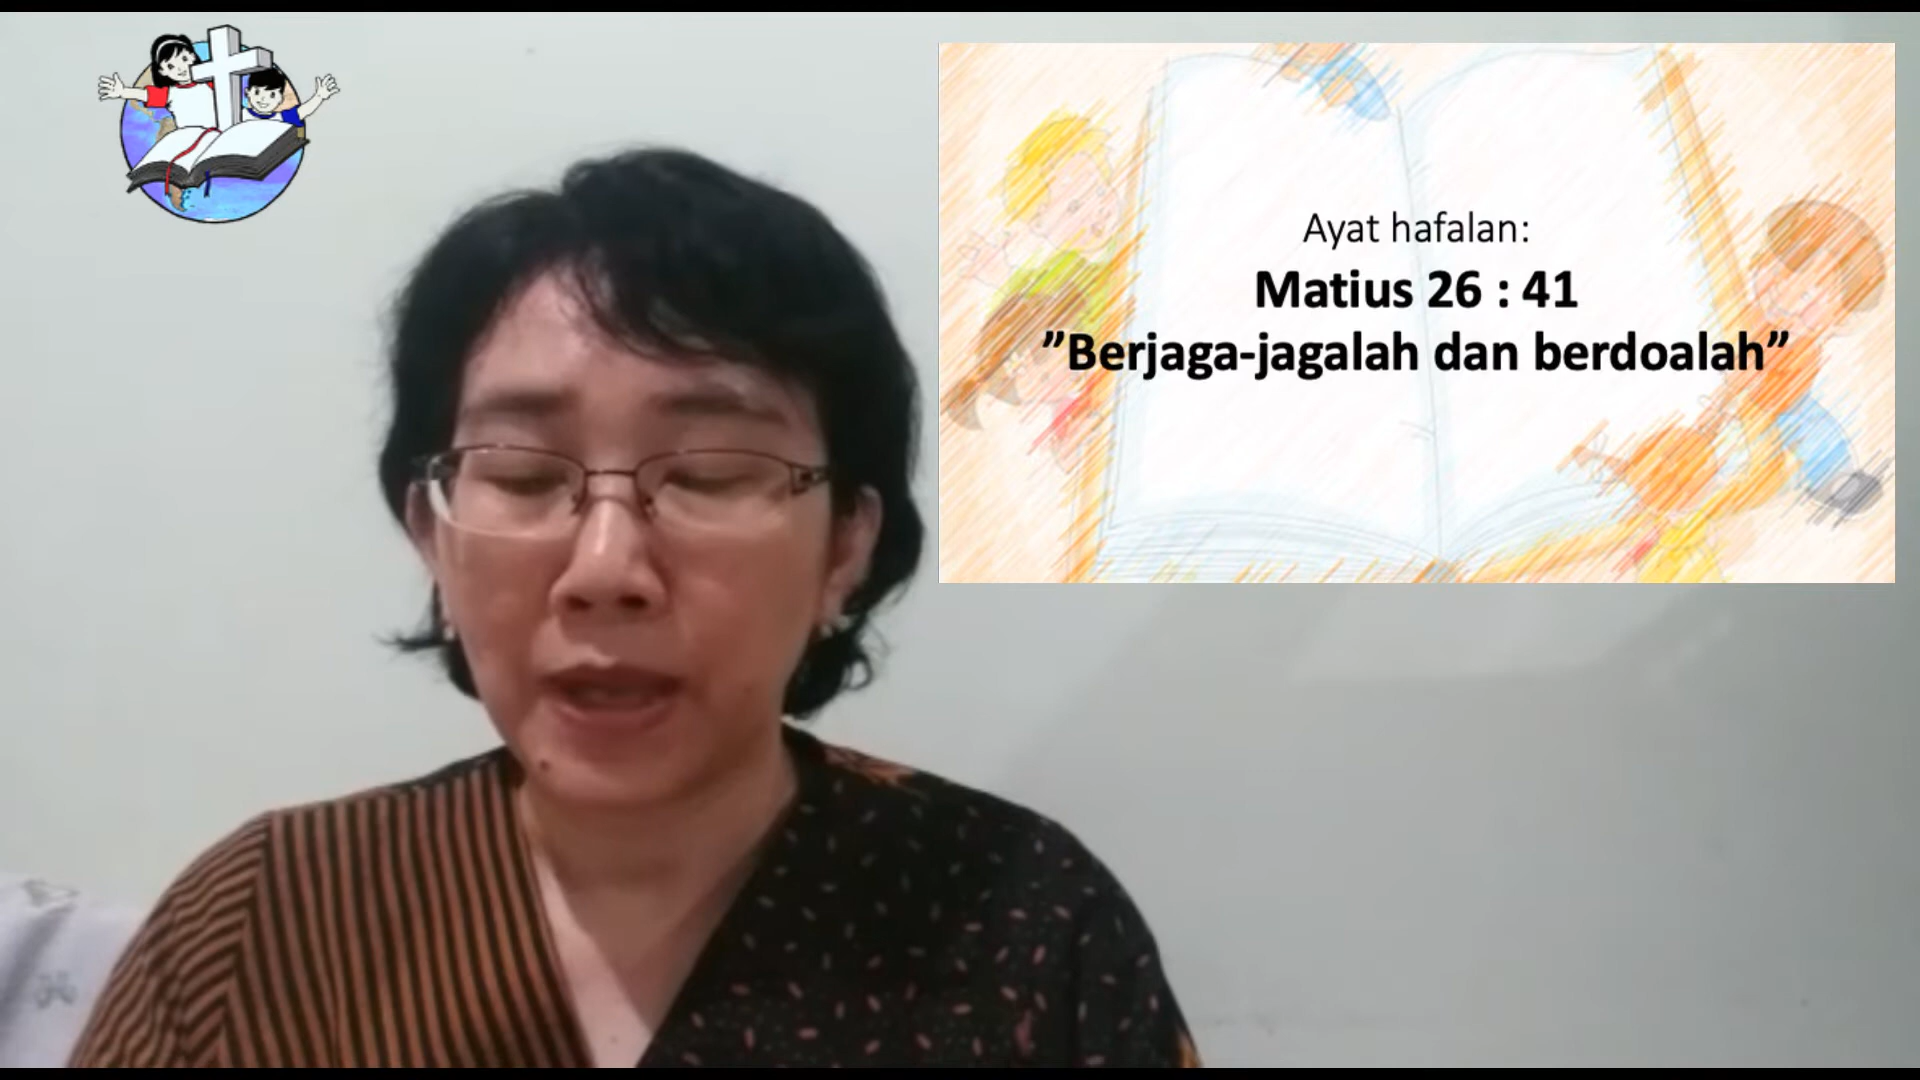 Ayat hafalan:
Matius 26 : 41
”Berjaga-jagalah dan berdoalah”